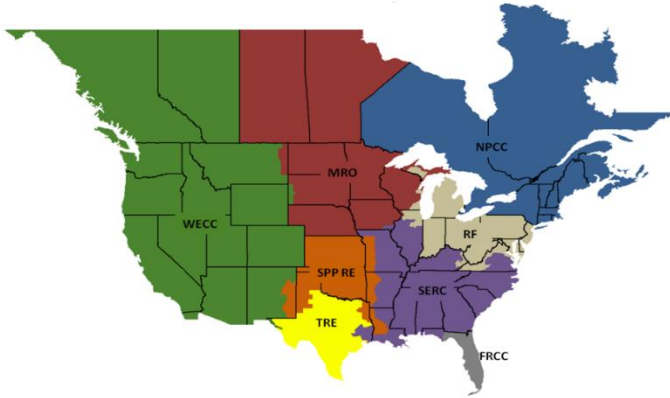 NPCC
MRO
WECC
RF
SPP RE
SERC
TRE
FRCC